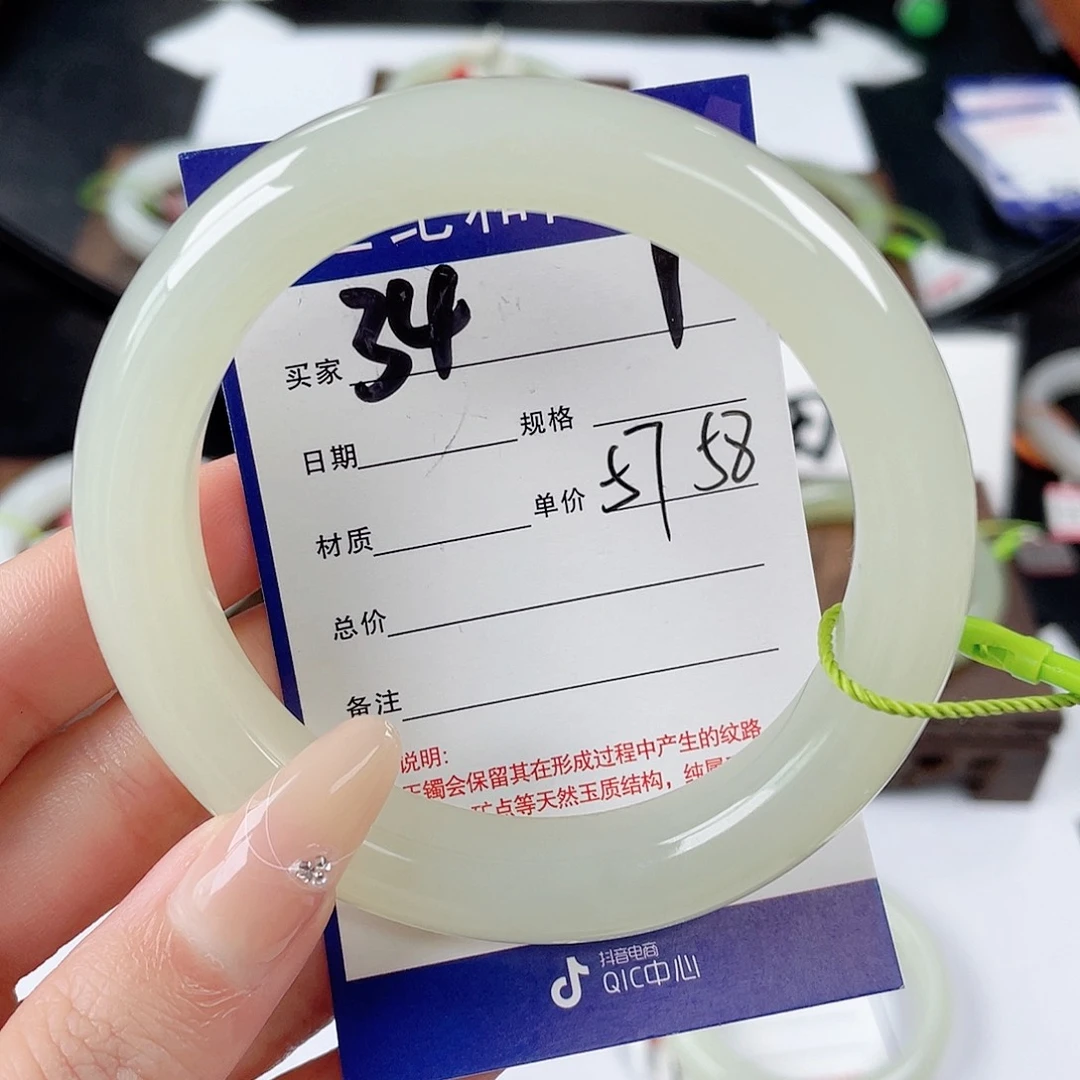 买家 34 1
日期 规格
材质 单价 57 58
总价
备注
说明:
玉镯会保留其在形成过程中产生的纹路
矿点等天然玉质结构，纯属
抖音电商
QIC中心